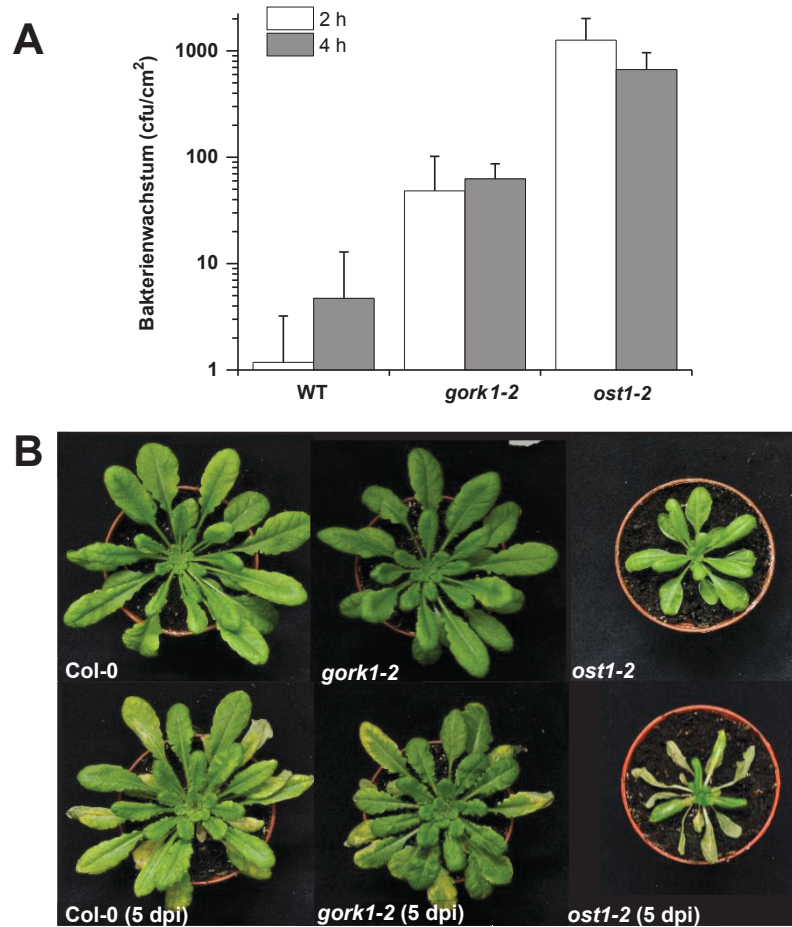 A
2 h
4 h
Bakterienwachstum (cfu/cm²)
1000
100
10
1
WT
gork1-2
ost1-2
B
Col-0
gork1-2
ost1-2
Col-0 (5 dpi)
gork1-2 (5 dpi)
ost1-2 (5 dpi)